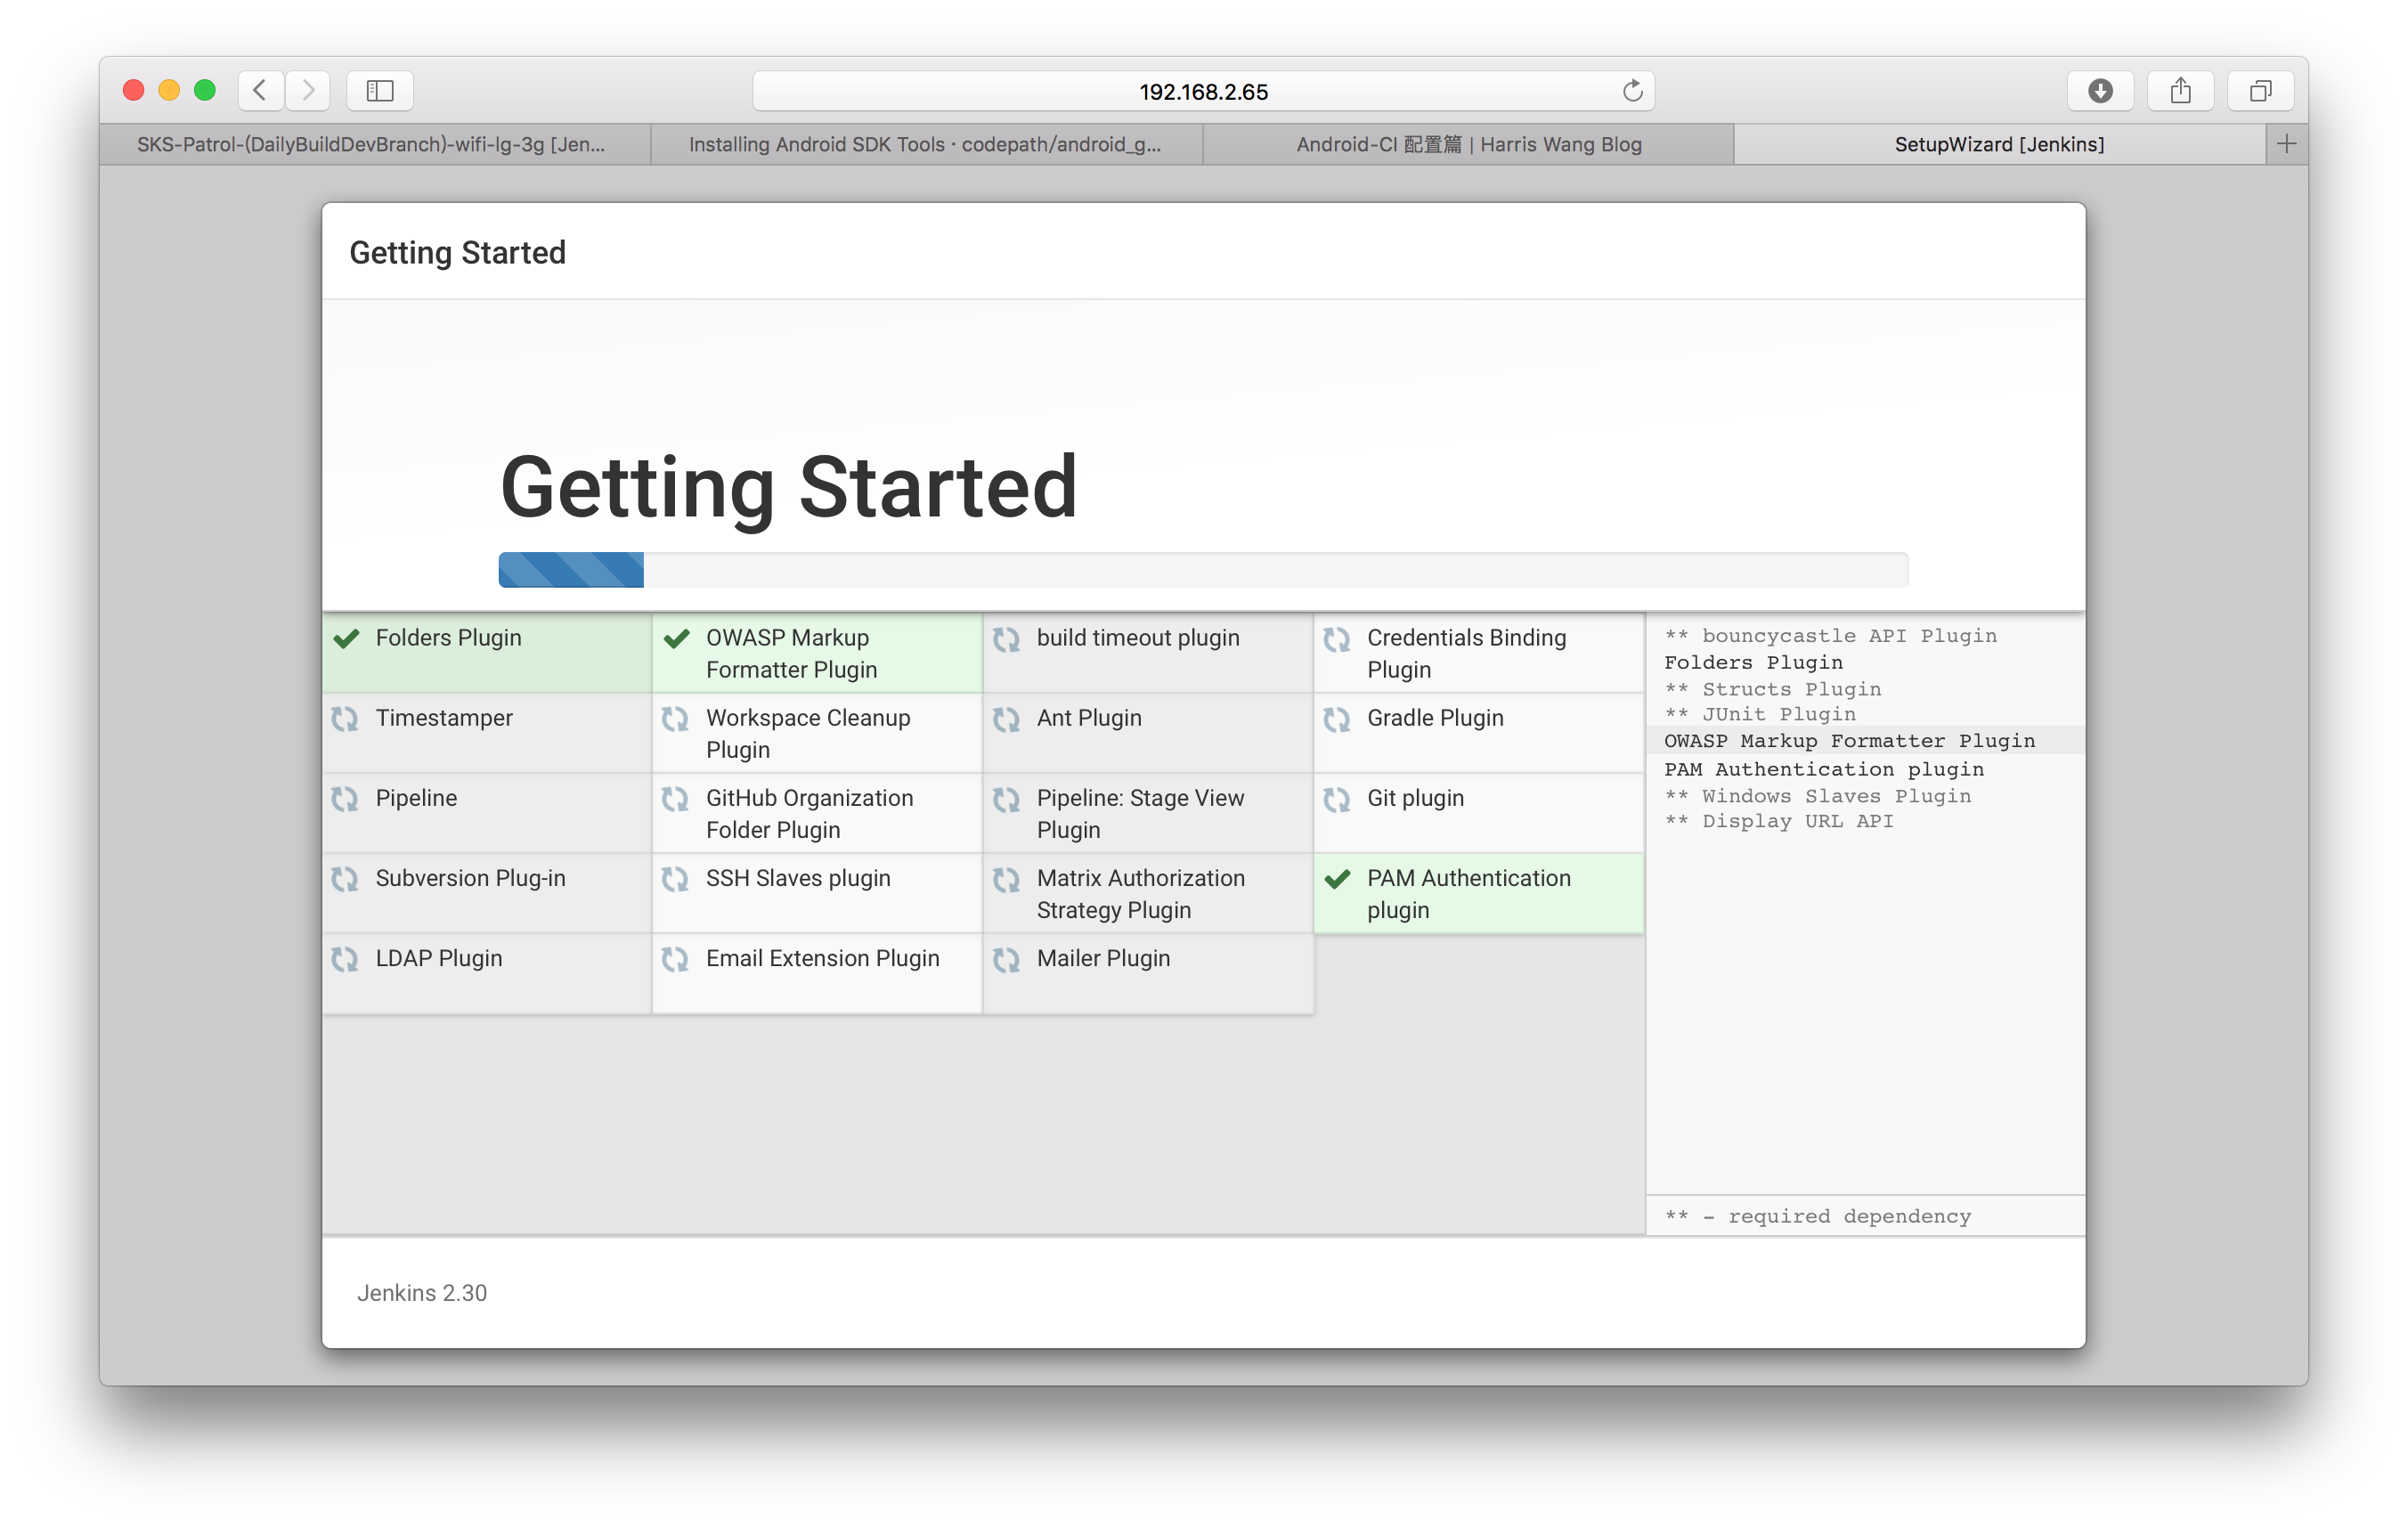 192.168.2.65
SKS-Patrol-(DailyBuildDevBranch)-wifi-lg-3g [Jen...
Installing Android SDK Tools · codepath/android_g...
Android-CI 配置篇 | Harris Wang Blog
SetupWizard [Jenkins]
Getting Started
Getting Started
Folders Plugin
OWASP Markup
Formatter Plugin
build timeout plugin
Credentials Binding
Plugin
Timestamper
Workspace Cleanup
Plugin
Ant Plugin
Gradle Plugin
Pipeline
GitHub Organization
Folder Plugin
Pipeline: Stage View
Plugin
Git plugin
Subversion Plug-in
SSH Slaves plugin
Matrix Authorization
Strategy Plugin
PAM Authentication
plugin
LDAP Plugin
Email Extension Plugin
Mailer Plugin
** bouncycastle API Plugin
Folders Plugin
** Structs Plugin
** JUnit Plugin
OWASP Markup Formatter Plugin
PAM Authentication plugin
** Windows Slaves Plugin
** Display URL API
** - required dependency
Jenkins 2.30